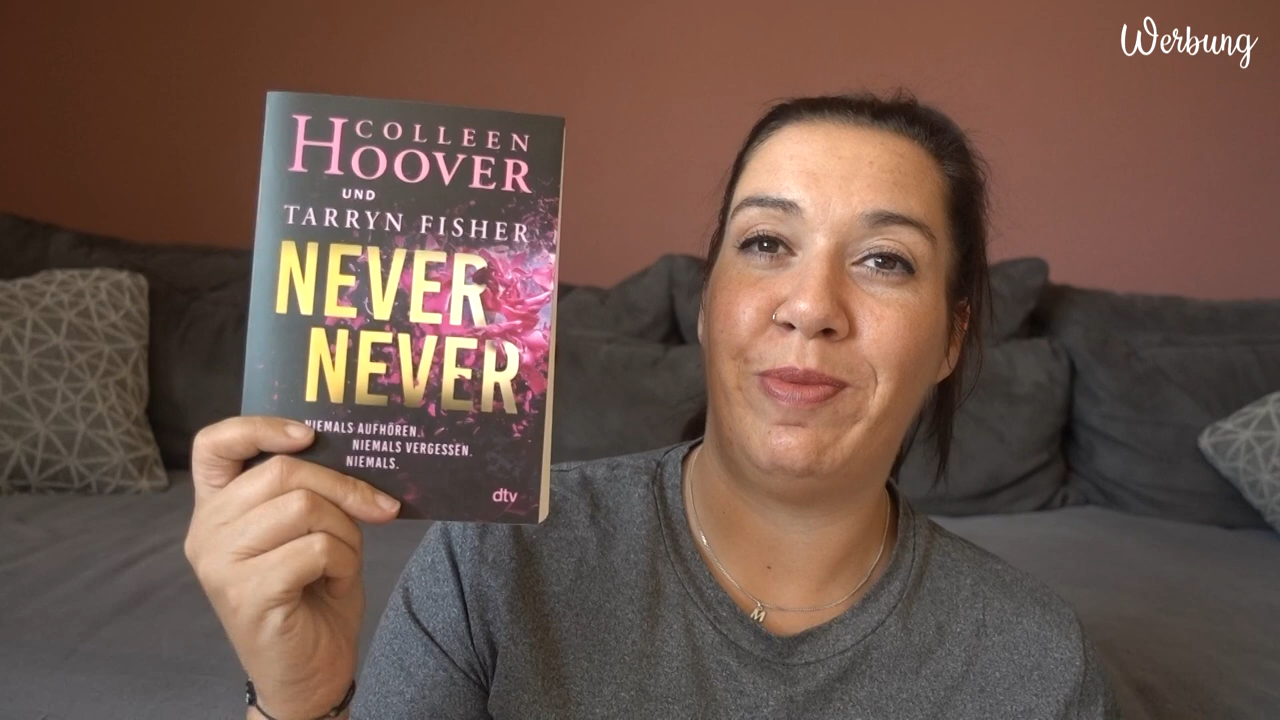 Werbung
COLLEEN
HOOVER
UND
TARRYN FISHER
NEVER
NEVER
NIEMALS AUFHÖREN.
NIEMALS VERGESSEN.
NIEMALS.
dtv
M